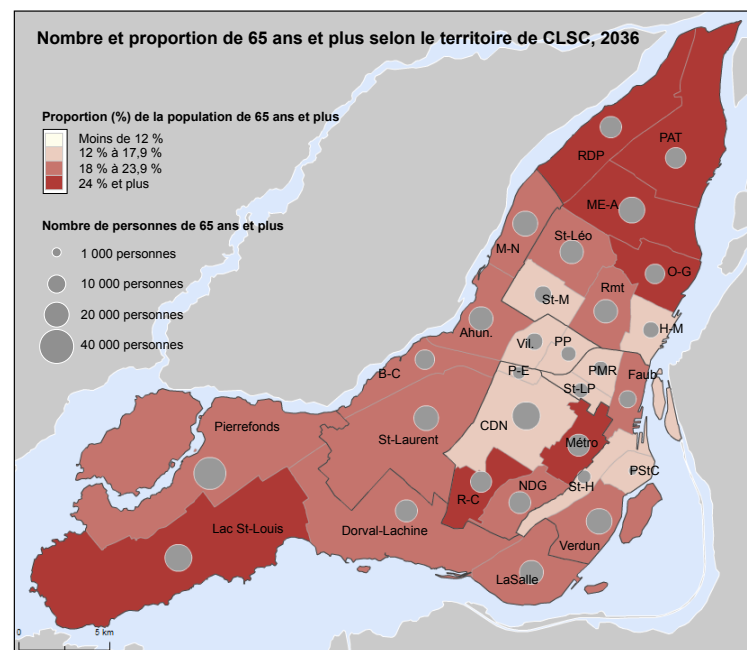 Nombre et proportion de 65 ans et plus selon le territoire de CLSC, 2036
Proportion (%) de la population de 65 ans et plus
Moins de 12 %
12 % à 17,9 %
18 % à 23,9 %
24 % et plus
Nombre de personnes de 65 ans et plus
1 000 personnes
10 000 personnes
20 000 personnes
40 000 personnes
RDP
PAT
ME-A
M-N
St-Léo
O-G
St-M
Rmt
Ahun.
Vil.
PP
H-M
B-C
P-E
PMR
Faub
St-LP
Pierrefonds
St-Laurent
CDN
Métro
R-C
NDG
St-H
PStC
Lac St-Louis
Dorval-Lachine
Verdun
LaSalle
0 5 km